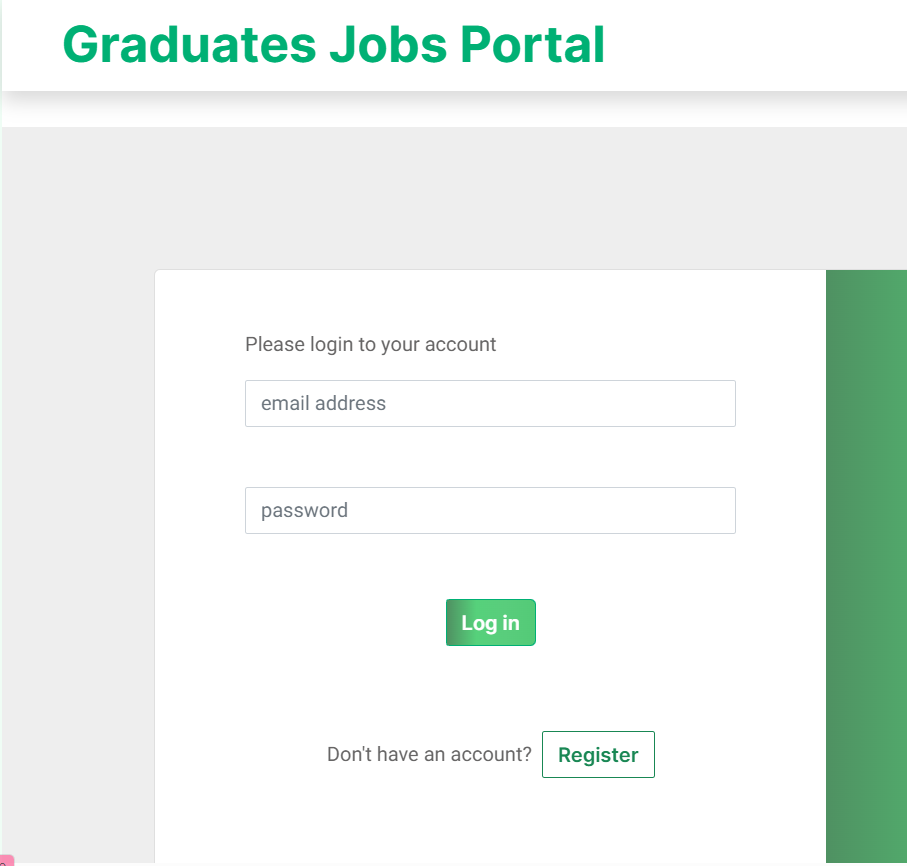 Graduates Jobs Portal
Please login to your account
email address
password
Log in
Don't have an account? Register